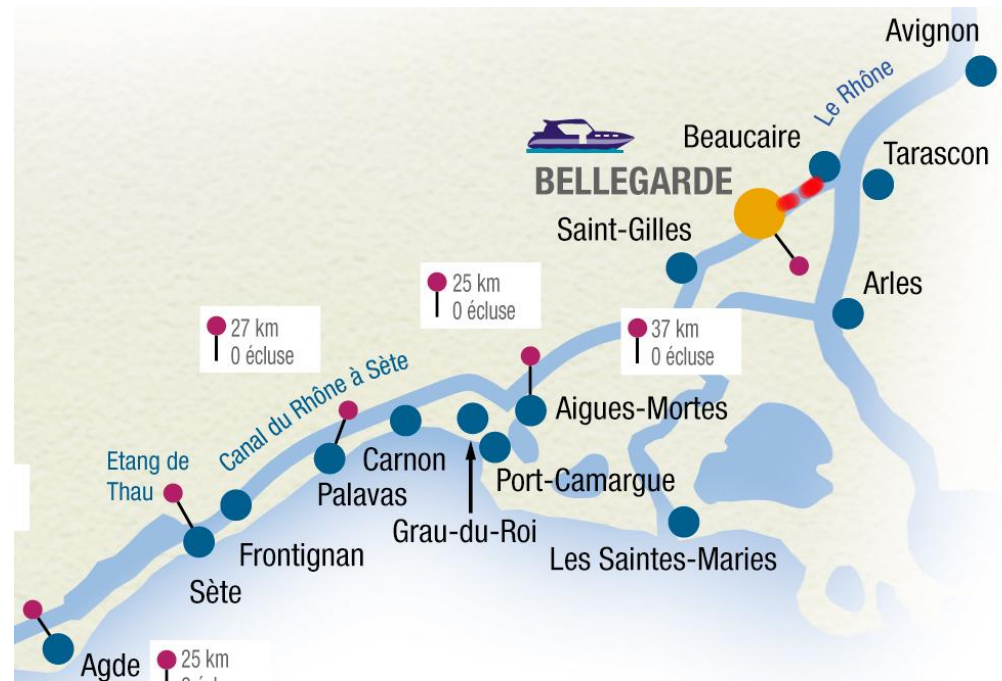 Avignon
Le Rhône
Beaucaire
Tarascon
BELLEGARDE
Saint-Gilles
25 km
0 écluse
Arles
27 km
0 écluse
37 km
0 écluse
Canal du Rhône à Sète
Aigues-Mortes
Etang de
Thau
Carnon
Port-Camargue
Palavas
Grau-du-Roi
Frontignan
Les Saintes-Maries
Sète
Agde
25 km